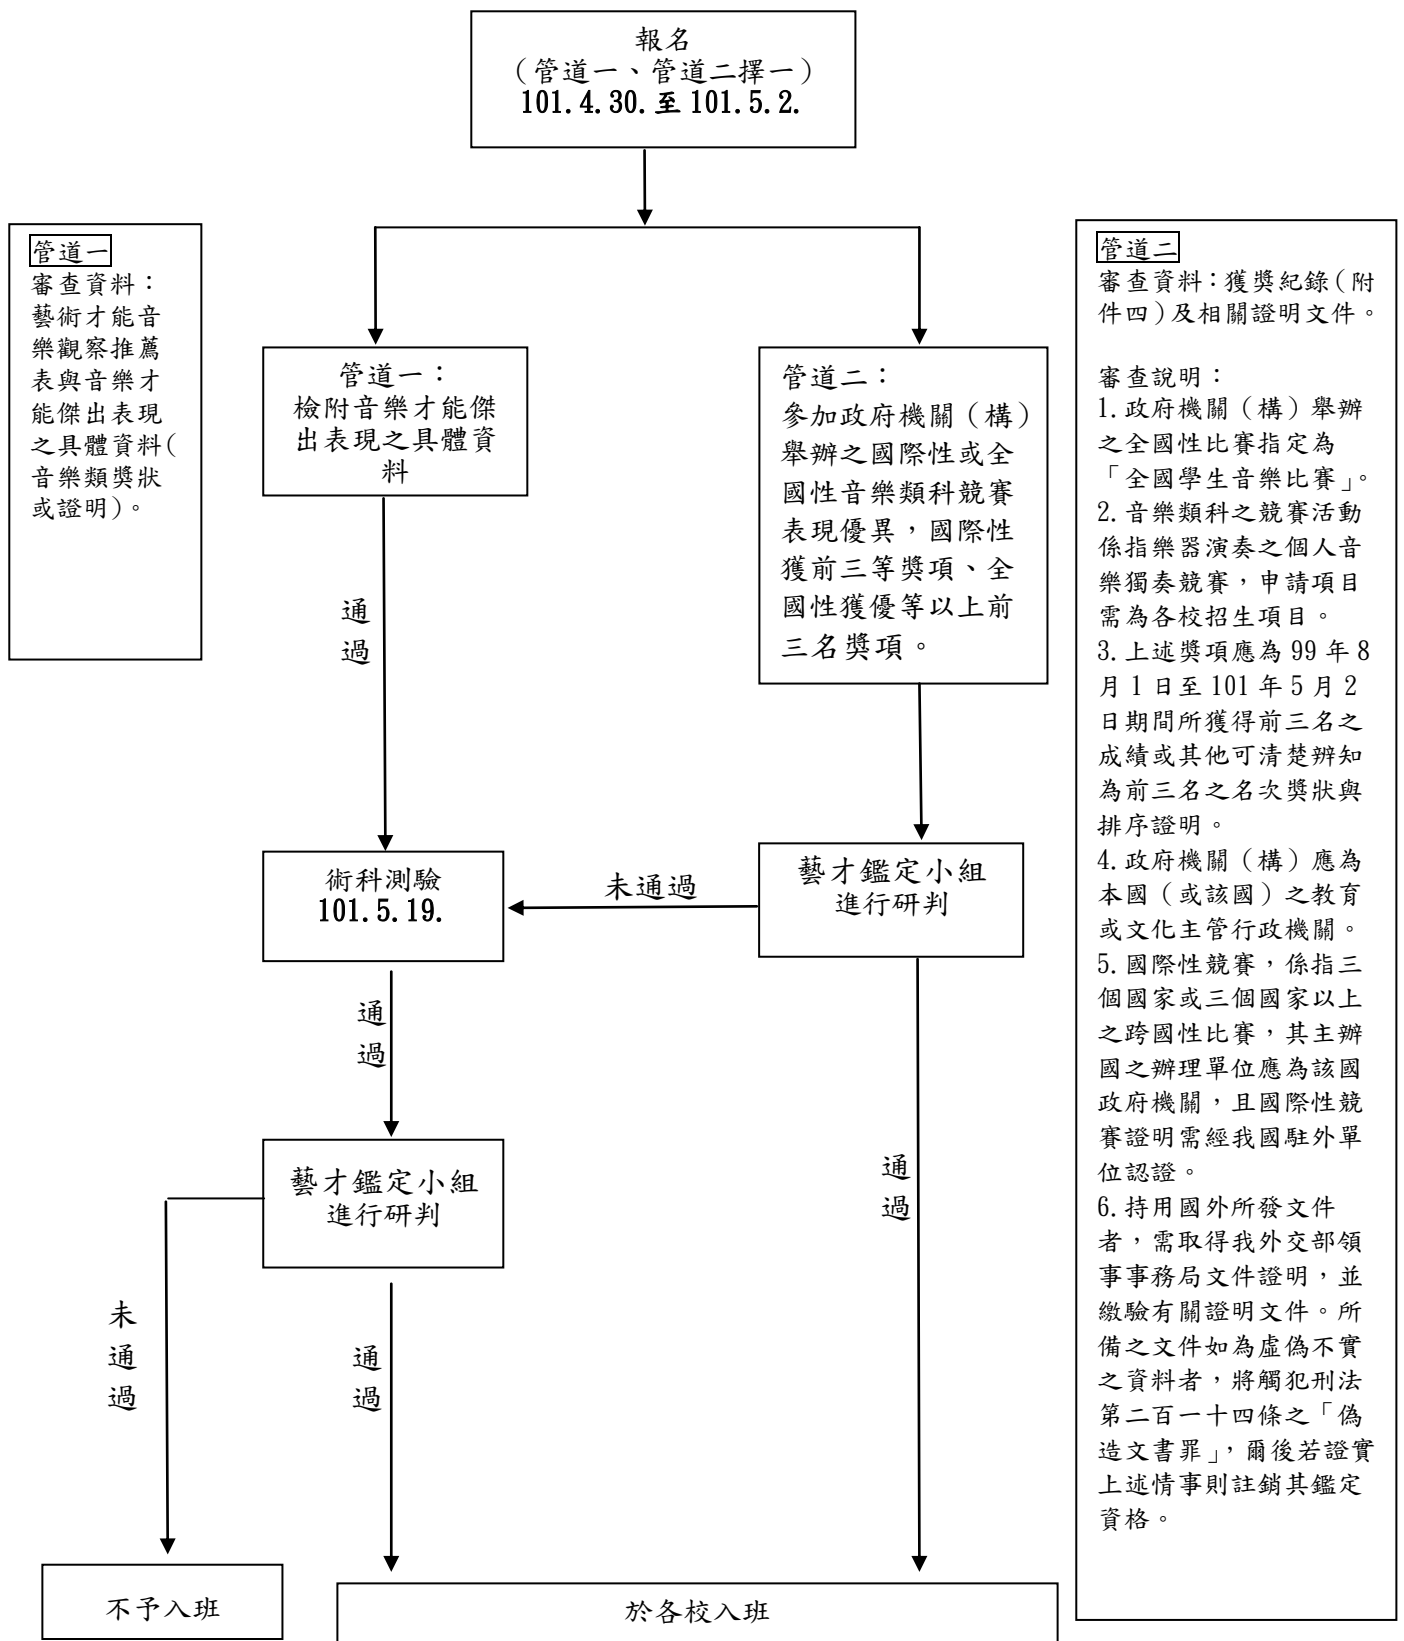 報名
（管道一、管道二擇一）
101.4.30.至 101.5.2.
管道一
審查資料：
藝術才能音
樂觀察推薦
表與音樂才
能傑出表現
之具體資料(
音樂類獎狀
或證明)。
管道一：
檢附音樂才能傑
出表現之具體資
料
管道二：
參加政府機關（構）
舉辦之國際性或全
國性音樂類科競賽
表現優異，國際性
獲前三等獎項、全
國性獲優等以上前
三名獎項。
管道二
審查資料：獲獎紀錄（附
件四）及相關證明文件。
審查說明：
1.政府機關（構）舉辦
之全國性比賽指定為
「全國學生音樂比賽」。
2.音樂類科之競賽活動
係指樂器演奏之個人音
樂獨奏競賽，申請項目
需為各校招生項目。
3.上述獎項應為 99 年 8
月 1 日至 101 年 5 月 2
日期間所獲得前三名之
成績或其他可清楚辨知
為前三名之名次獎狀與
排序證明。
4.政府機關（構）應為
本國（或該國）之教育
或文化主管行政機關。
5.國際性競賽，係指三
個國家或三個國家以上
之跨國性比賽，其主辦
國之辦理單位應為該國
政府機關，且國際性競
賽證明需經我國駐外單
位認證。
6.持用國外所發文件
者，需取得我外交部領
事事務局文件證明，並
繳驗有關證明文件。所
備之文件如為虛偽不實
之資料者，將觸犯刑法
第二百一十四條之「偽
造文書罪」，爾後若證實
上述情事則註銷其鑑定
資格。
通
過
術科測驗
101.5.19.
未通過
藝才鑑定小組
進行研判
通
過
藝才鑑定小組
進行研判
通
過
未
通
過
通
過
不予入班
於各校入班